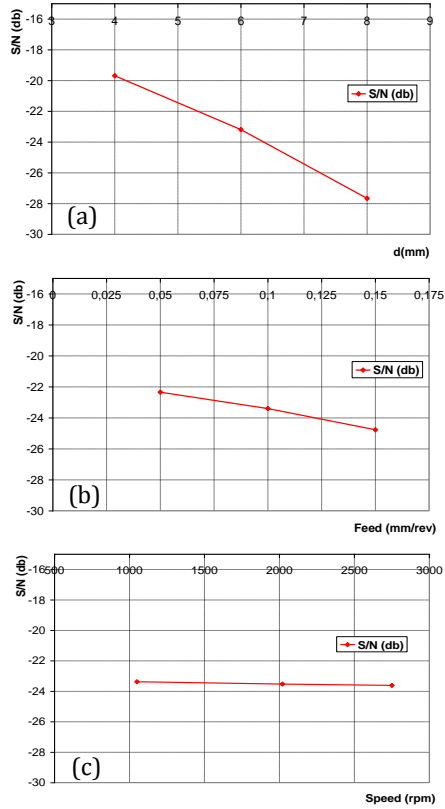 S/N (db)
-16
3 4 5 6 7 8 9
-18
-20
S/N (db)
-22
-24
-26
-28
(a)
-30
d(mm)
S/N (db)
-16
0 0,025 0,05 0,075 0,1 0,125 0,15 0,175
-18
-20
S/N (db)
-22
-24
-26
-28
(b)
-30
Feed (mm/rev)
S/N (db)
-16
500 1000 1500 2000 2500 3000
-18
-20
S/N (db)
-22
-24
-26
-28
(c)
-30
Speed (rpm)